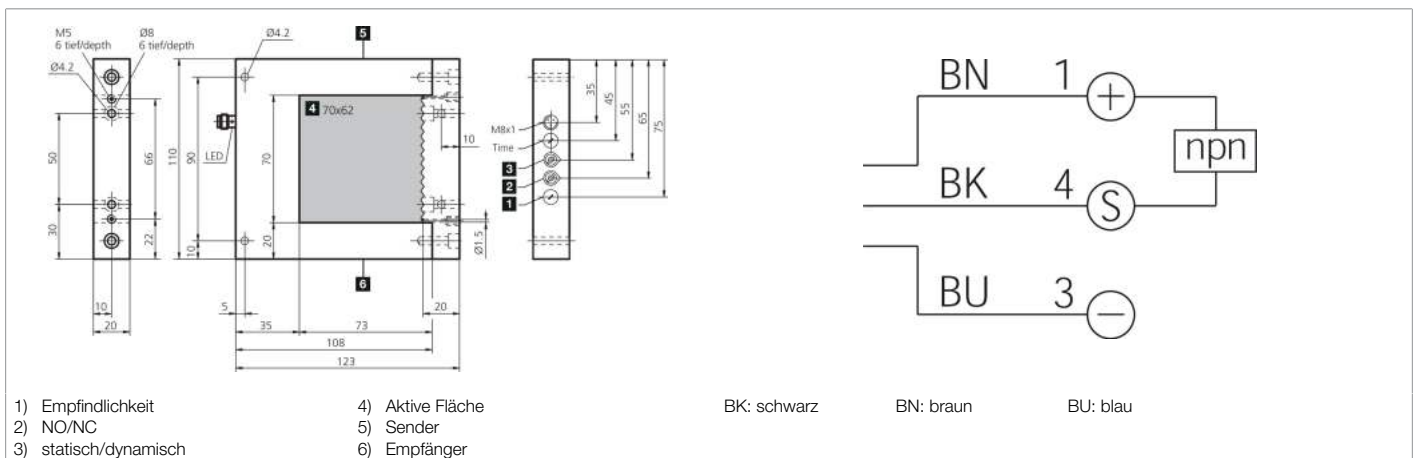 M5
6 tief/depth
Ø8
6 tief/depth
Ø4.2
50
30
66
22
10
20
Ø4.2
5
4 70x62
LED
110
90
70
20
10
10
Ø1.5
5
20
35
73
108
123
6
35
45
55
65
75
M8x1
Time
3
2
1
BN 1 +
npn
BK 4 S
BU 3 –
1) Empfindlichkeit
2) NO/NC
3) statisch/dynamisch
4) Aktive Fläche
5) Sender
6) Empfänger
BK: schwarz BN: braun BU: blau